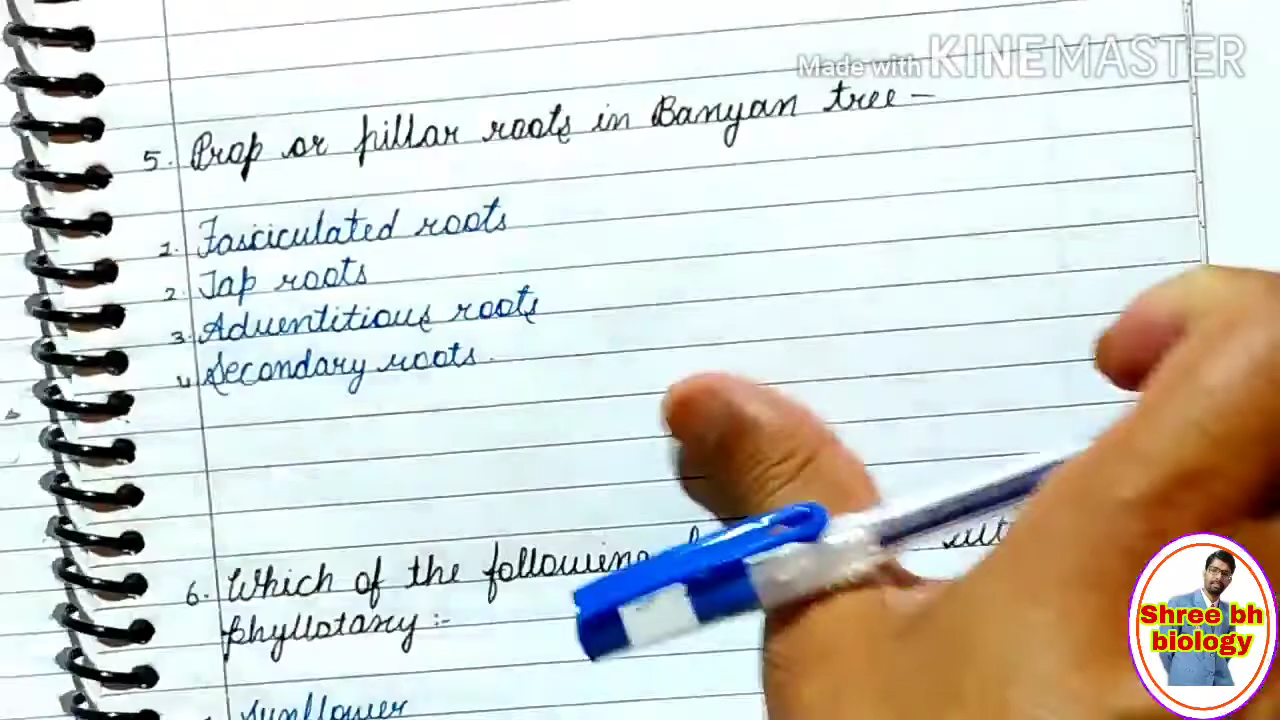 Made with KINEMASTER
5. Prop or pillar roots in Banyan tree –
1. Fasciculated roots
2. Tap roots
3. Adventitious roots
4. Secondary roots.
6. Which of the following
phyllotaxy :-
Sunflower
Shree bh
biology